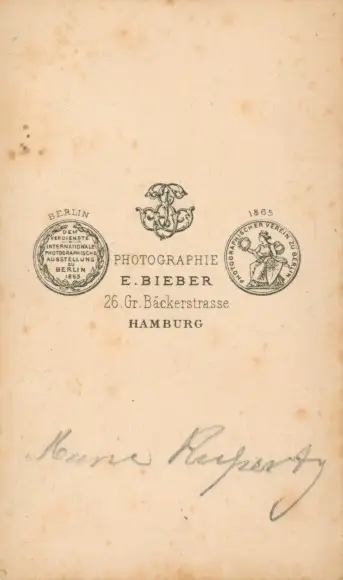 BERLIN
DEM
VERDIENSTE
INTERNATIONALE
PHOTOGRAPHISCHE
AUSSTELLUNG
ZU
BERLIN
1865
1865
PHOTOGRAPHISCHER VEREIN ZU BERLIN
PHOTOGRAPHIE
E. BIEBER
26. Gr. Bäckerstrasse
HAMBURG